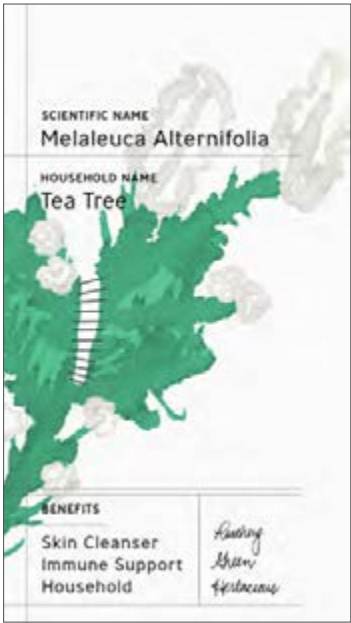 SCIENTIFIC NAME
Melaleuca Alternifolia
HOUSEHOLD NAME
Tea Tree
BENEFITS
Skin Cleanser
Immune Support
Household
Green
Herbaceous